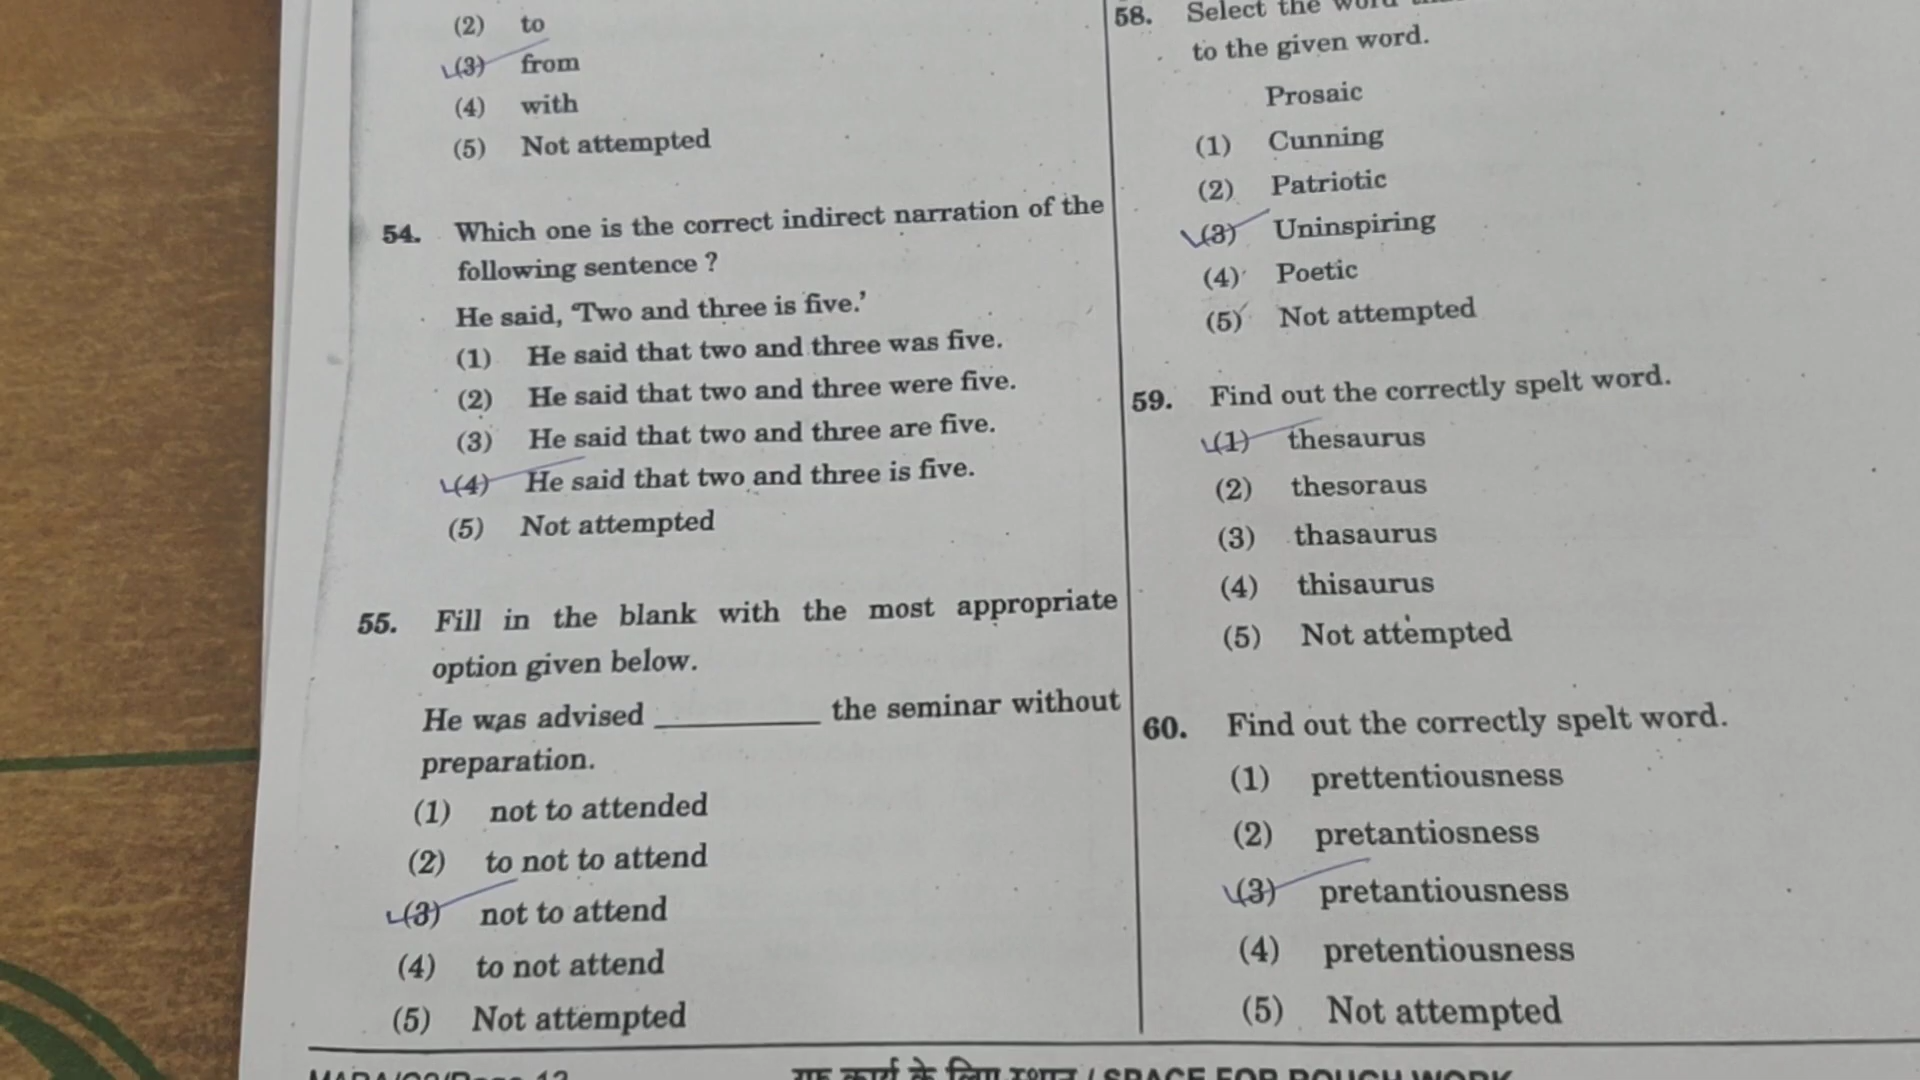 (2) to
(3) from
(4) with
(5) Not attempted
54. Which one is the correct indirect narration of the
following sentence ?
He said, ‘Two and three is five.’
(1) He said that two and three was five.
(2) He said that two and three were five.
(3) He said that two and three are five.
(4) He said that two and three is five.
(5) Not attempted
55. Fill in the blank with the most appropriate
option given below.
He was advised __________ the seminar without
preparation.
(1) not to attended
(2) to not to attend
(3) not to attend
(4) to not attend
(5) Not attempted
58. Select the word
to the given word.
Prosaic
(1) Cunning
(2) Patriotic
(3) Uninspiring
(4) Poetic
(5) Not attempted
59. Find out the correctly spelt word.
(1) thesaurus
(2) thesoraus
(3) thasaurus
(4) thisaurus
(5) Not attempted
60. Find out the correctly spelt word.
(1) prettentiousness
(2) pretantiosness
(3) pretantiousness
(4) pretentiousness
(5) Not attempted
कार्य के लिए स्थान / SPACE FOR ROUGH WORK